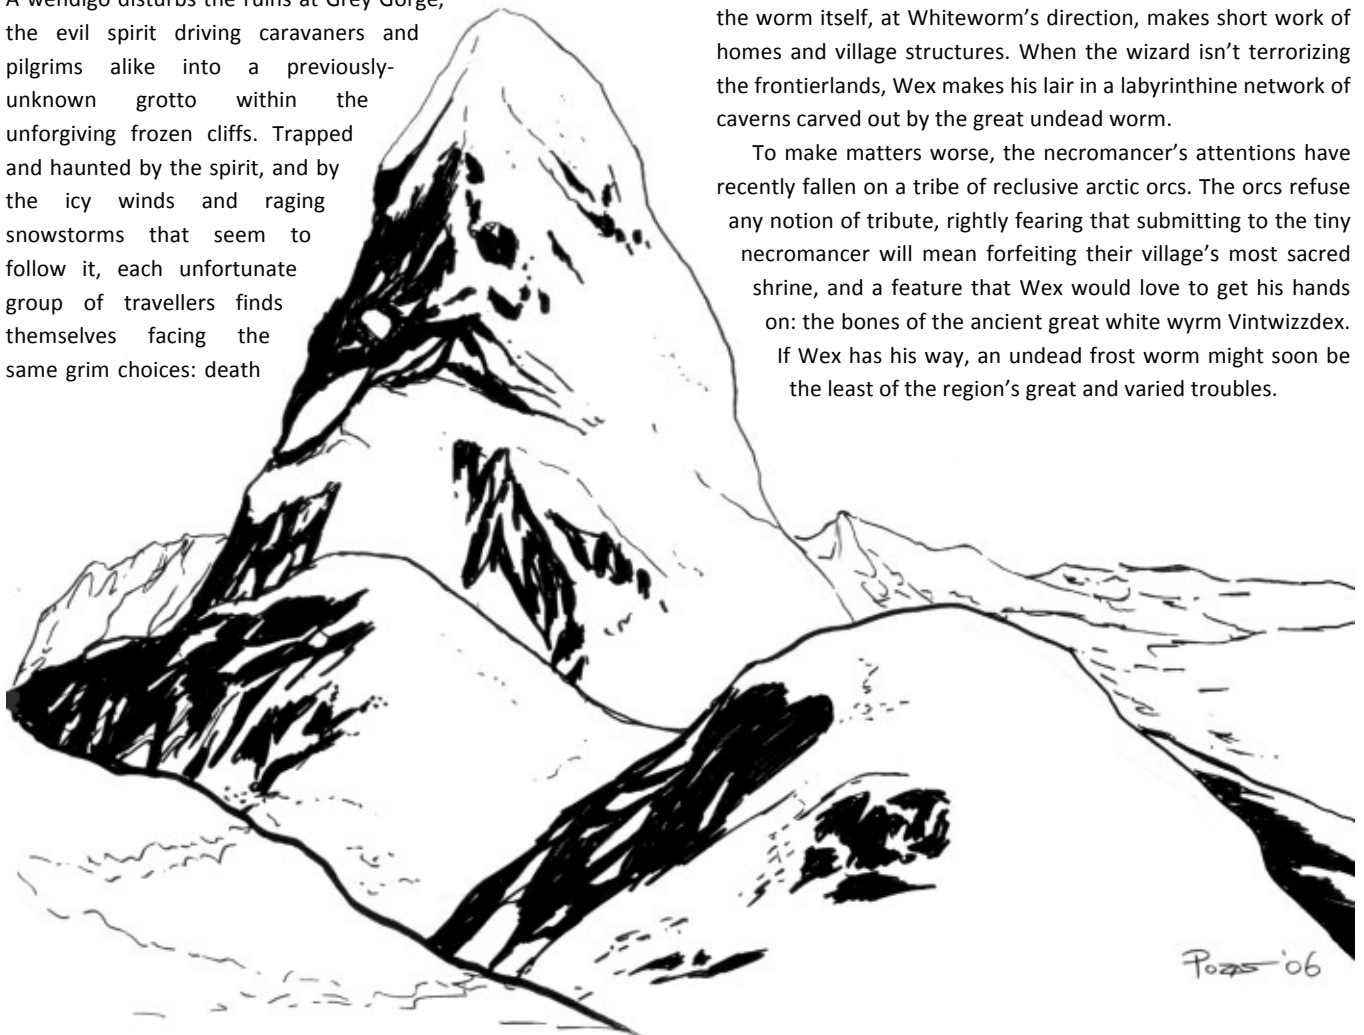 A wendigo disturbs the ruins at Grey Gorge,
the evil spirit driving caravaners and
pilgrims alike into a previously-
unknown grotto within the
unforgiving frozen cliffs. Trapped
and haunted by the spirit, and by
the icy winds and raging
snowstorms that seem to
follow it, each unfortunate
group of travellers finds
themselves facing the
same grim choices: death
the worm itself, at Whiteworm’s direction, makes short work of
homes and village structures. When the wizard isn’t terrorizing
the frontierlands, Wex makes his lair in a labyrinthine network of
caverns carved out by the great undead worm.
To make matters worse, the necromancer’s attentions have
recently fallen on a tribe of reclusive arctic orcs. The orcs refuse
any notion of tribute, rightly fearing that submitting to the tiny
necromancer will mean forfeiting their village’s most sacred
shrine, and a feature that Wex would love to get his hands
on: the bones of the ancient great white wyrm Vintwizzdex.
If Wex has his way, an undead frost worm might soon be
the least of the region’s great and varied troubles.
'06